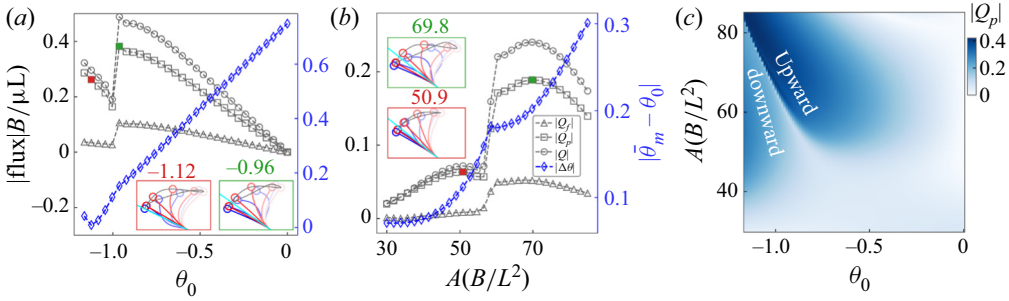 (a)
|flux|B/μL
0.4
0.2
0
–0.2
–1.0
–0.5
0
θ0
0.6
0.4
0.2
0
–1.12
–0.96
(b)
0.2
0.1
0
30
50
70
A(B/L²)
69.8
50.9
|Qf|
|Qp|
|Q|
|Δθ|
0.3
0.2
0.1
|θ̄m – θ0|
(c)
A(B/L²)
80
60
40
–1.0
–0.5
0
θ0
Upward
downward
|Qp|
0.4
0.2
0